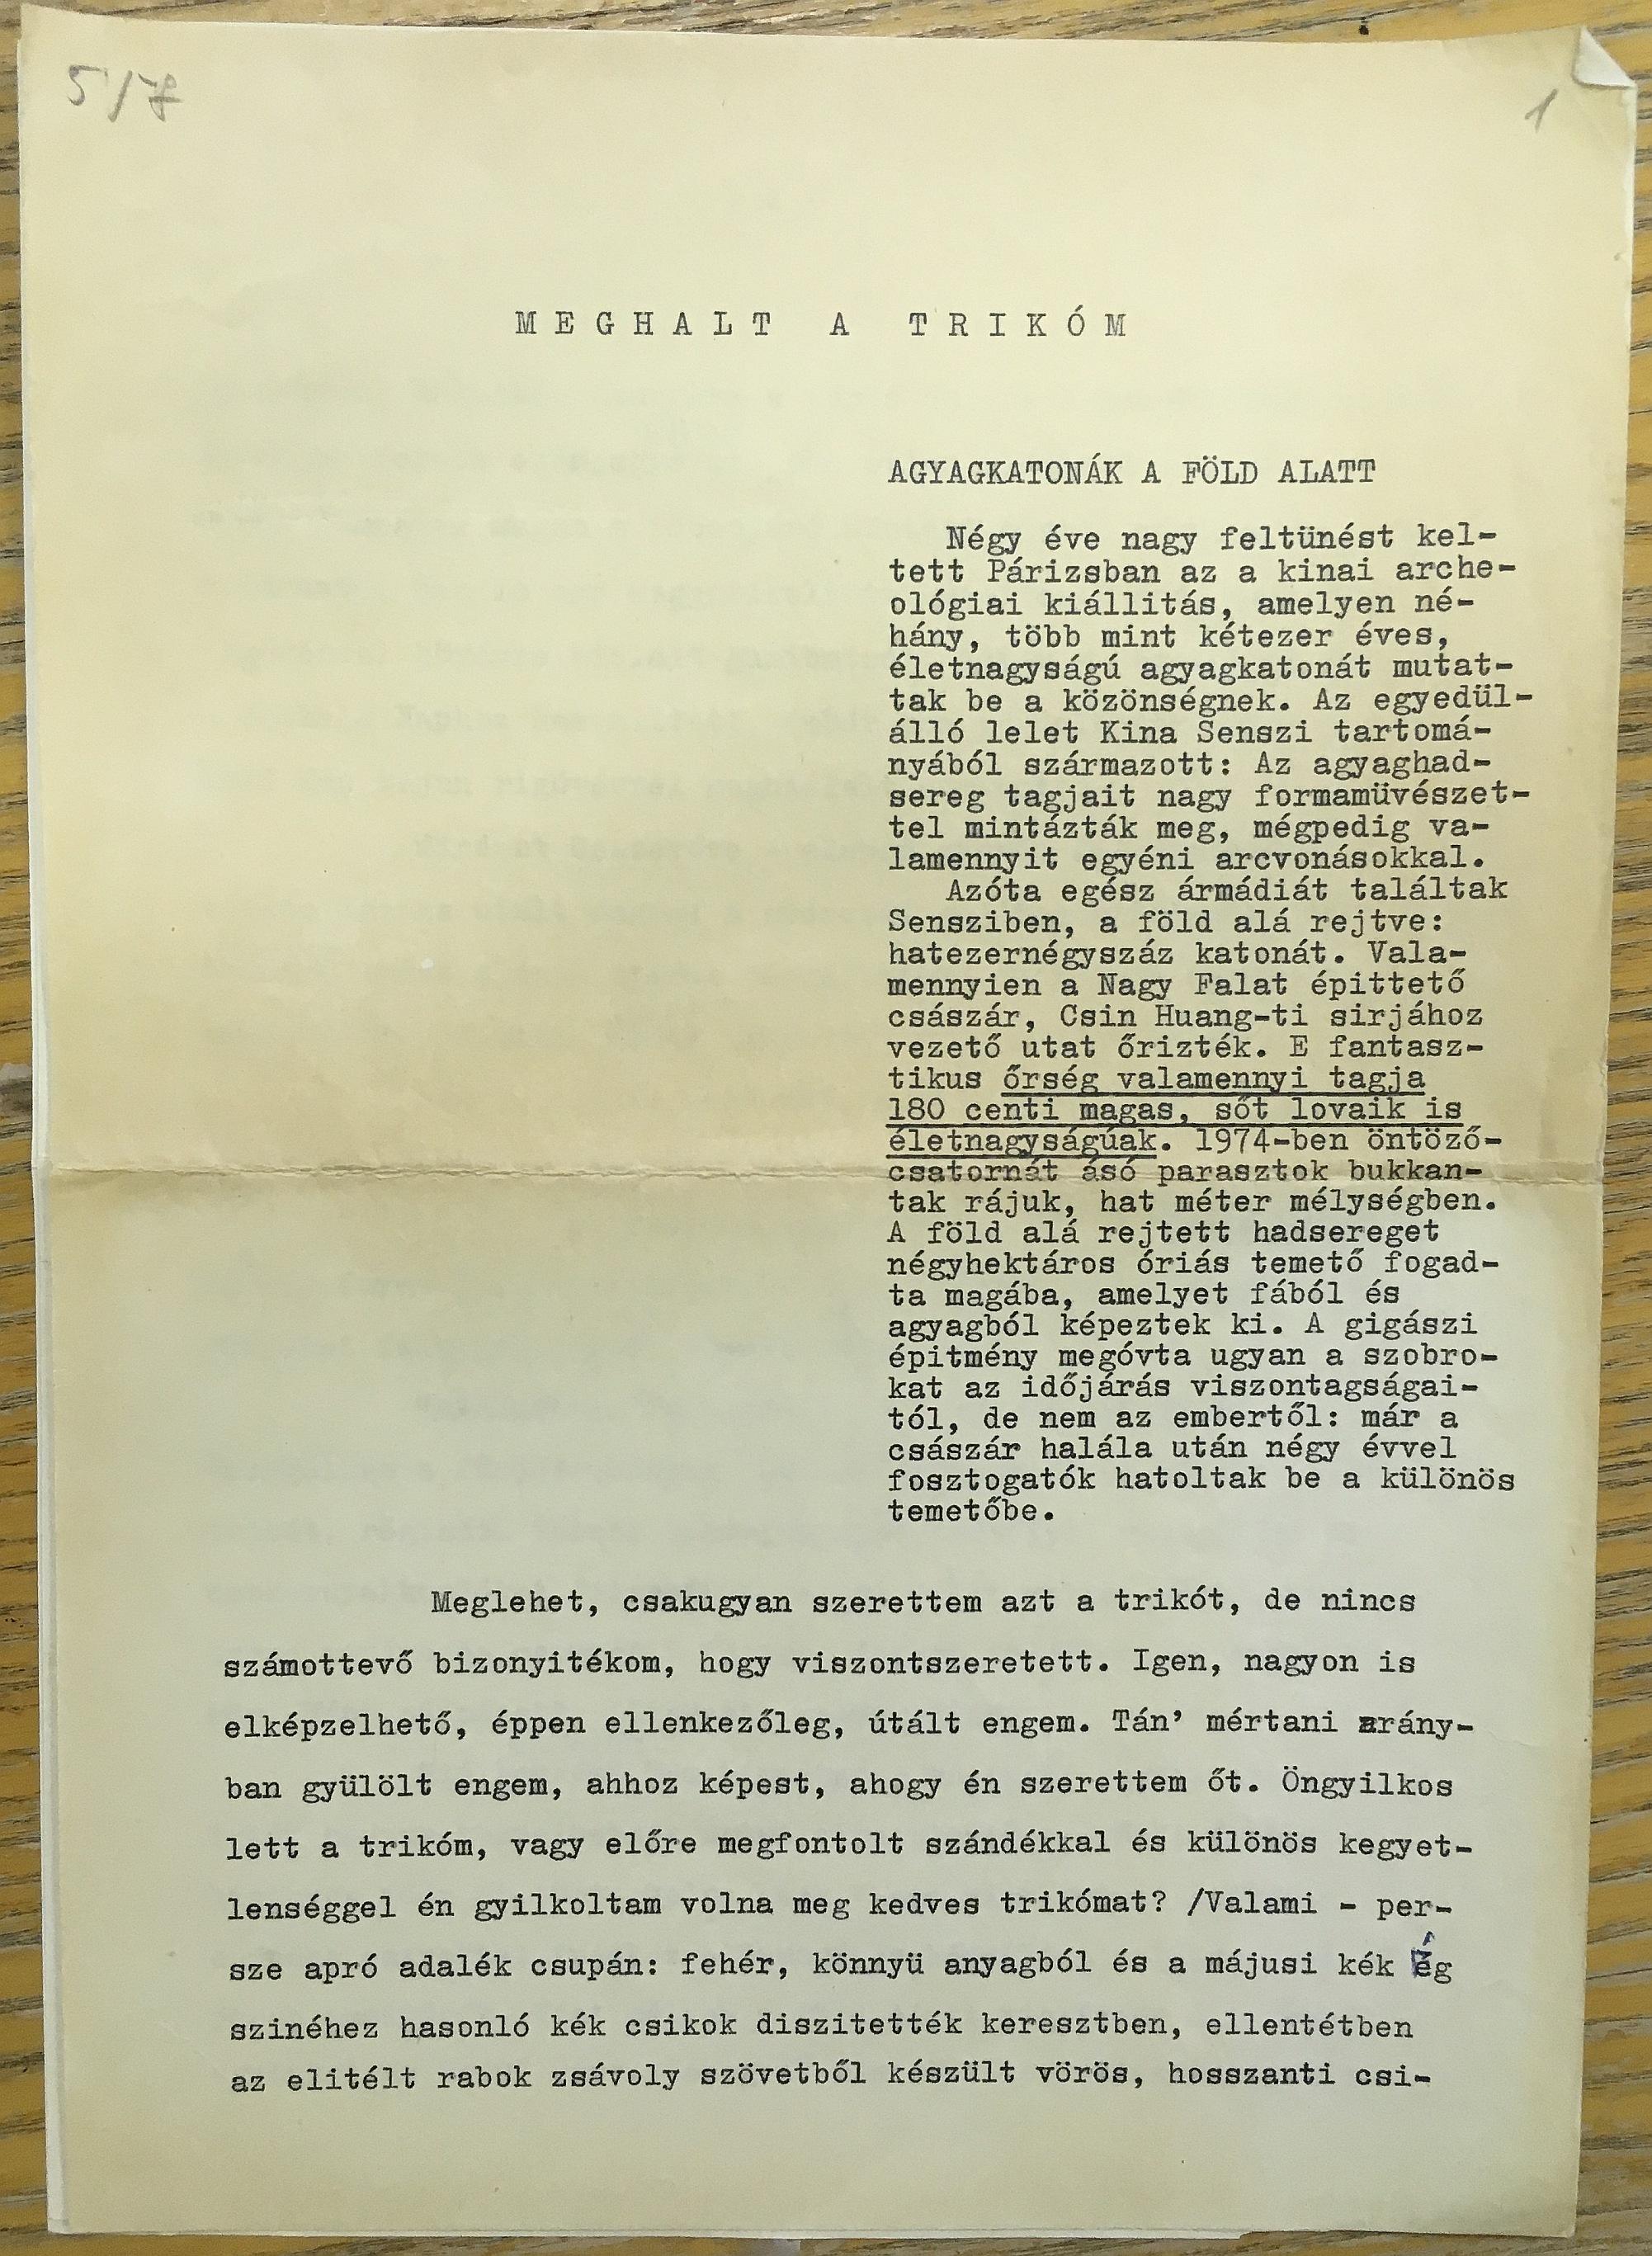 5/7
1
MEGHALT A TRIKÓM
AGYAGKATONÁK A FÖLD ALATT
Négy éve nagy feltünést kel-
tett Párizsban az a kinai arche-
ológiai kiállitás, amelyen né-
hány, több mint kétezer éves,
életnagyságú agyagkatonát mutat-
tak be a közönségnek. Az egyedül-
álló lelet Kina Senszi tartomá-
nyából származott: Az agyaghad-
sereg tagjait nagy formamüvészet-
tel mintázták meg, mégpedig va-
lamennyit egyéni arcvonásokkal.
Azóta egész ármádiát találtak
Sensziben, a föld alá rejtve:
hatezernégyszáz katonát. Vala-
mennyien a Nagy Falat épittető
császár, Csin Huang-ti sirjához
vezető utat őrizték. E fantasz-
tikus őrség valamennyi tagja
180 centi magas, sőt lovaik is
életnagyságúak. 1974-ben öntöző-
csatornát ásó parasztok bukkan-
tak rájuk, hat méter mélységben.
A föld alá rejtett hadsereget
négyhektáros óriás temető fogad-
ta magába, amelyet fából és
agyagból képeztek ki. A gigászi
épitmény megóvta ugyan a szobro-
kat az időjárás viszontagságai-
tól, de nem az embertől: már a
császár halála után négy évvel
fosztogatók hatoltak be a különös
temetőbe.
Meglehet, csakugyan szerettem azt a trikót, de nincs
számottevő bizonyitékom, hogy viszontszeretett. Igen, nagyon is
elképzelhető, éppen ellenkezőleg, útált engem. Tán' mértani arány-
ban gyülölt engem, ahhoz képest, ahogy én szerettem őt. Öngyilkos
lett a trikóm, vagy előre megfontolt szándékkal és különös kegyet-
lenséggel én gyilkoltam volna meg kedves trikómat? /Valami - per-
sze apró adalék csupán: fehér, könnyü anyagból és a májusi kék ég
szinéhez hasonló kék csikok diszitették keresztben, ellentétben
az elitélt rabok zsávoly szövetből készült vörös, hosszanti csi-